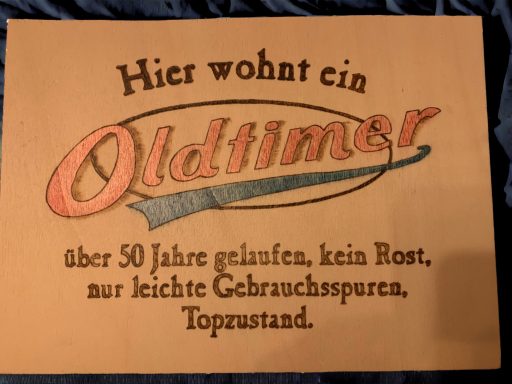 Hier wohnt ein
Oldtimer
über 50 Jahre gelaufen, kein Rost,
nur leichte Gebrauchsspuren,
Topzustand.